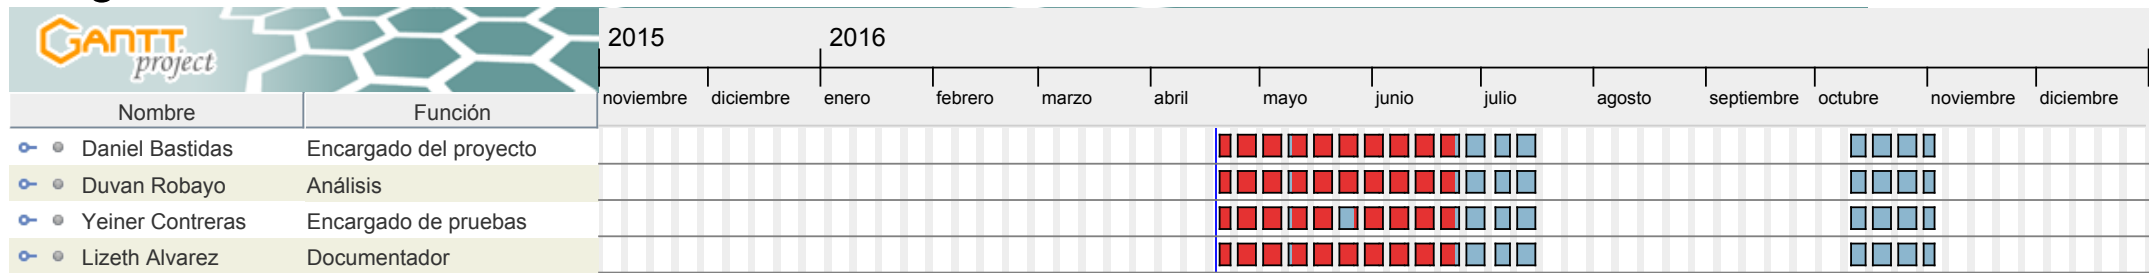 GANTT
project
2015 2016
noviembre diciembre enero febrero marzo abril mayo junio julio agosto septiembre octubre noviembre diciembre
Nombre Función
Daniel Bastidas Encargado del proyecto
Duvan Robayo Análisis
Yeiner Contreras Encargado de pruebas
Lizeth Alvarez Documentador